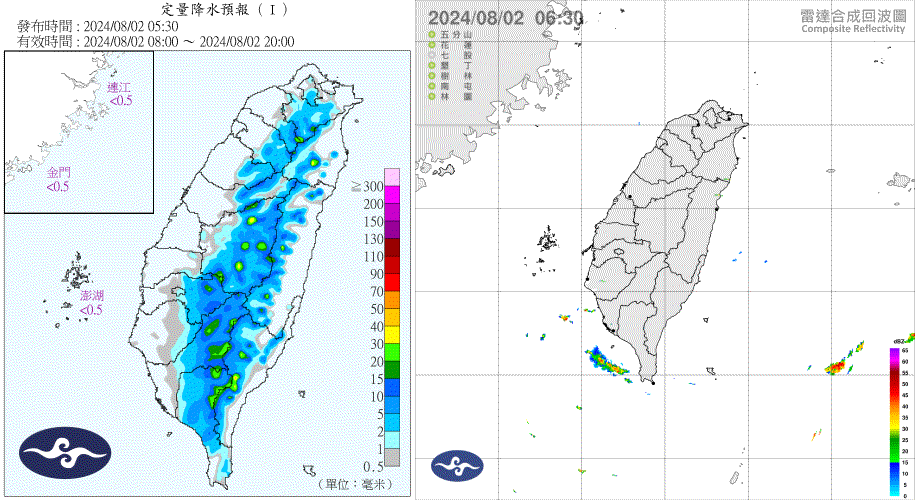 定量降水預報（Ⅰ）
發布時間：2024/08/02 05:30
有效時間：2024/08/02 08:00 ～ 2024/08/02 20:00
連江
<0.5
金門
<0.5
澎湖
<0.5
≧
300
200
150
130
110
90
70
50
40
30
20
15
10
5
2
1
0.5
（單位：毫米）
2024/08/02 06:30
雷達合成回波圖
Composite Reflectivity
五分山
花蓮
七股
墾丁
樹林
南屯
林園
dBZ
65
60
55
50
45
40
35
30
25
20
15
10
5
0